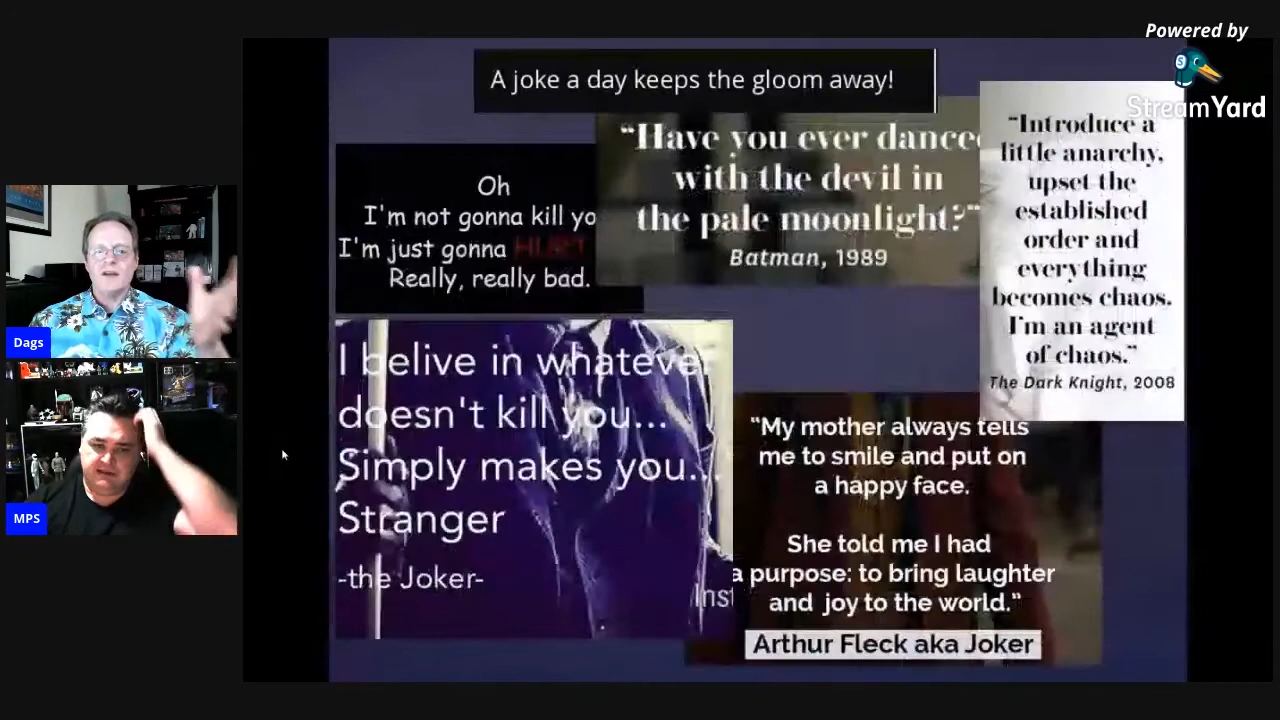 Powered by
StreamYard
A joke a day keeps the gloom away!
Oh
I'm not gonna kill yo
I'm just gonna HURT
Really, really bad.
“Have you ever dance
with the devil in
the pale moonlight?”
Batman, 1989
“Introduce a
little anarchy,
upset the
established
order and
everything
becomes chaos.
I’m an agent
of chaos.”
The Dark Knight, 2008
I belive in whatever
doesn't kill you...
Simply makes you...
Stranger
-the Joker-
Inst
“My mother always tells
me to smile and put on
a happy face.
She told me I had
a purpose: to bring laughter
and joy to the world.”
Arthur Fleck aka Joker
Dags
MPS